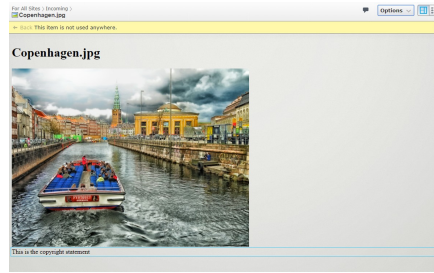 For All Sites › Incoming ›
Copenhagen.jpg
Options
← Back This item is not used anywhere.
Copenhagen.jpg
This is the copyright statement